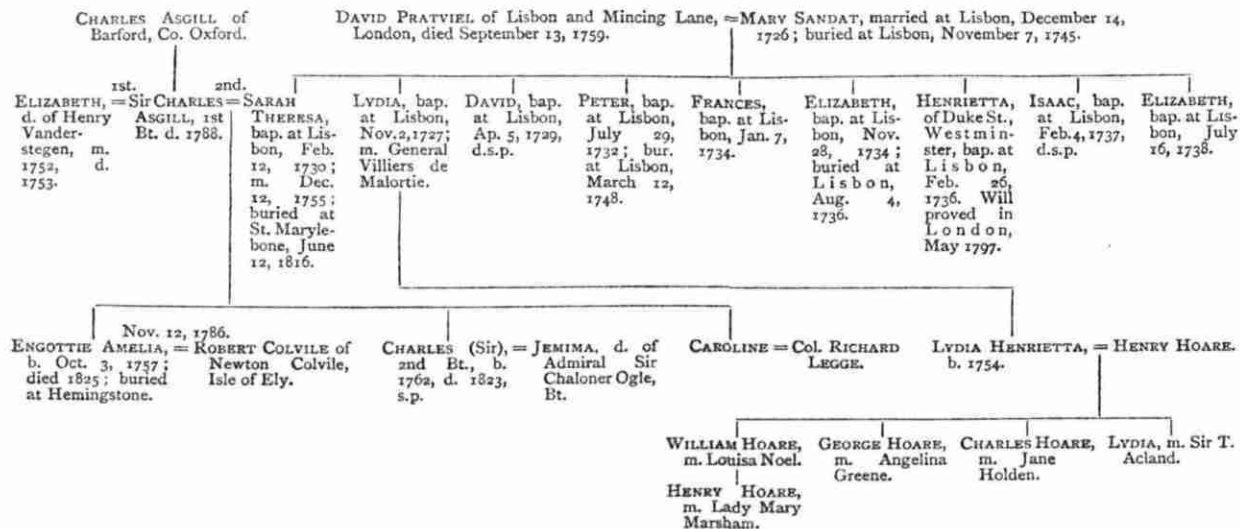 CHARLES ASGILL of
Barford, Co. Oxford.
DAVID PRATVIEL of Lisbon and Mincing Lane, = MARY SANDAT, married at Lisbon, December 14,
London, died September 13, 1759.
1726; buried at Lisbon, November 7, 1745.
1st.
2nd.
ELIZABETH,
d. of Henry
Vander-
stegen, m.
1752, d.
1753.
= Sir CHARLES =
ASGILL, 1st
Bt. d. 1788.
SARAH
THERESA,
bap. at Lis-
bon, Feb.
12, 1730;
m. Dec.
12, 1755;
buried at
St. Maryle-
bone, June
12, 1816.
LYDIA, bap.
at Lisbon,
Nov. 2, 1727;
m. General
Villiers de
Malortie.
DAVID, bap.
at Lisbon,
Ap. 5, 1729,
d.s.p.
PETER, bap.
at Lisbon,
July 29,
1732; bur.
at Lisbon,
March 12,
1748.
FRANCES,
bap. at Lis-
bon, Jan. 7,
1734.
ELIZABETH,
bap. at Lis-
bon, Nov.
28, 1734;
buried at
Lisbon,
Aug. 4,
1736.
HENRIETTA,
of Duke St.,
Westmin-
ster, bap. at
Lisbon,
Feb. 26,
1736. Will
proved in
London,
May 1797.
ISAAC, bap.
at Lisbon,
Feb. 4, 1737,
d.s.p.
ELIZABETH,
bap. at Lis-
bon, July
16, 1738.
Nov. 12, 1786.
ENGOTTIE AMELIA, =
b. Oct. 3, 1757;
died 1825; buried
at Hemingstone.
ROBERT COLVILE of
Newton Colvile,
Isle of Ely.
CHARLES (Sir), =
2nd Bt., b.
1762, d. 1823,
s.p.
JEMIMA, d. of
Admiral Sir
Chaloner Ogle,
Bt.
CAROLINE = Col. RICHARD
LEGGE.
LYDIA HENRIETTA, = HENRY HOARE.
b. 1754.
WILLIAM HOARE,
m. Louisa Noel.
GEORGE HOARE,
m. Angelina
Greene.
CHARLES HOARE,
m. Jane
Holden.
LYDIA, m. Sir T.
Acland.
HENRY HOARE,
m. Lady Mary
Marsham.